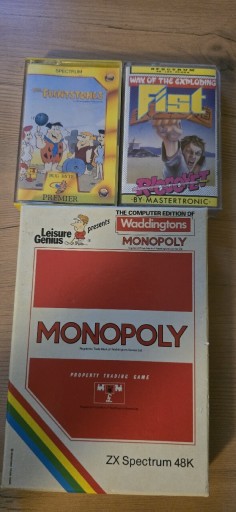 SPECTRUM
The FLINTSTONES
PREMIER
SPECTRUM
WAY OF THE EXPLODING
Fist
·BY·MASTERTRONIC·
Leisure
Genius
presents
THE COMPUTER EDITION OF
Waddingtons
MONOPOLY
MONOPOLY
PROPERTY TRADING GAME
ZX Spectrum 48K